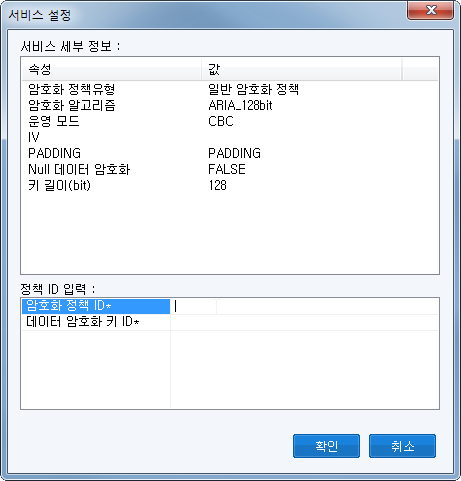 서비스 설정
서비스 세부 정보 :
속성 값
암호화 정책유형 일반 암호화 정책
암호화 알고리즘 ARIA_128bit
운영 모드 CBC
IV
PADDING PADDING
Null 데이터 암호화 FALSE
키 길이(bit) 128
정책 ID 입력 :
암호화 정책 ID*
데이터 암호화 키 ID*
확인 취소